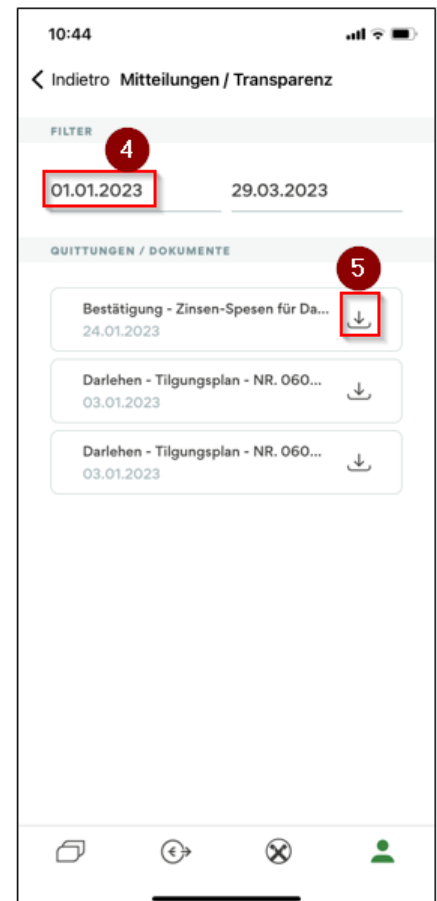 10:44
Indietro Mitteilungen / Transparenz
FILTER
4
01.01.2023 29.03.2023
QUITTUNGEN / DOKUMENTE
5
Bestätigung - Zinsen-Spesen für Da...
24.01.2023
Darlehen - Tilgungsplan - NR. 060...
03.01.2023
Darlehen - Tilgungsplan - NR. 060...
03.01.2023